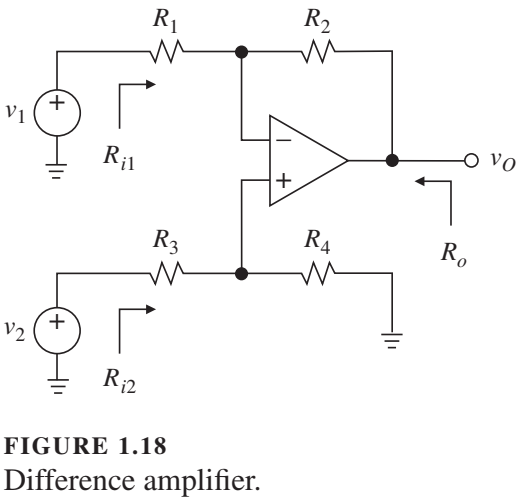 R1 R2
v1 +
Ri1
−
+
vO
Ro
R3 R4
v2 +
Ri2
FIGURE 1.18
Difference amplifier.